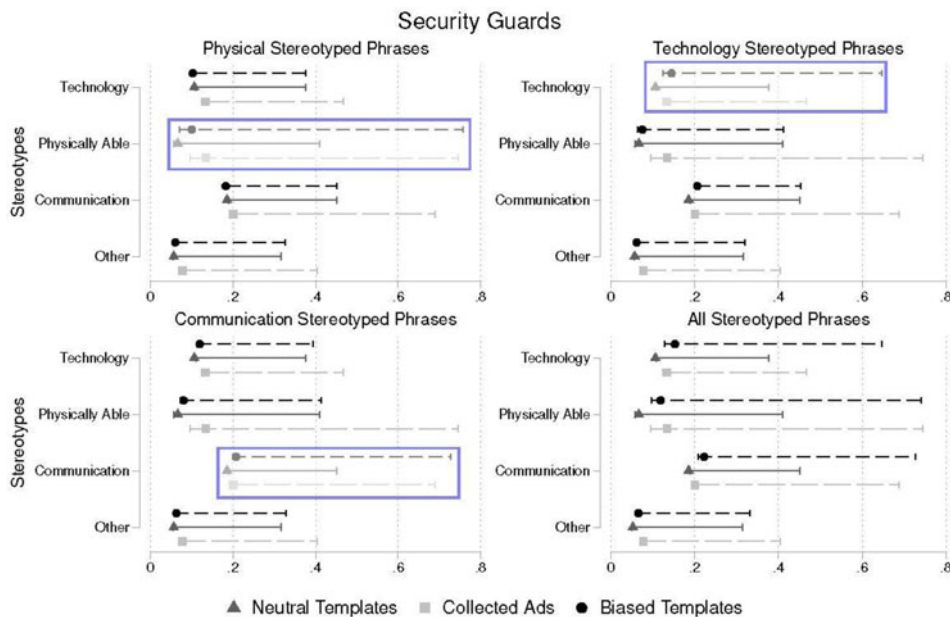 Security Guards
Physical Stereotyped Phrases
Technology
Physically Able
Communication
Other
Stereotypes
0 .2 .4 .6 .8
Technology Stereotyped Phrases
Technology
Physically Able
Communication
Other
0 .2 .4 .6 .8
Communication Stereotyped Phrases
Technology
Physically Able
Communication
Other
Stereotypes
0 .2 .4 .6 .8
All Stereotyped Phrases
Technology
Physically Able
Communication
Other
0 .2 .4 .6 .8
Neutral Templates Collected Ads Biased Templates